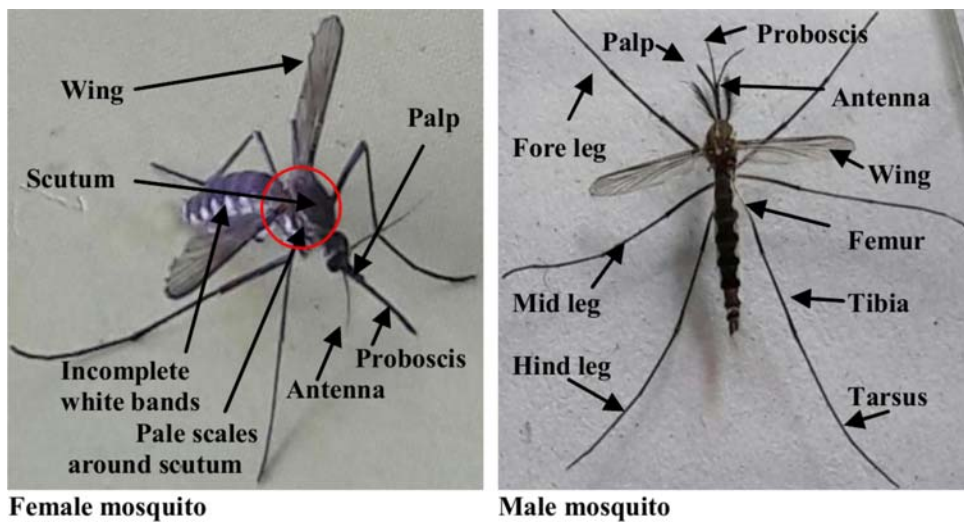 Wing
Palp
Scutum
Proboscis
Antenna
Incomplete
white bands
Pale scales
around scutum
Female mosquito
Proboscis
Palp
Antenna
Fore leg
Wing
Femur
Mid leg
Tibia
Hind leg
Tarsus
Male mosquito